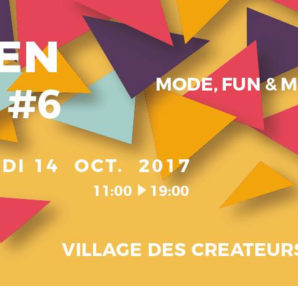 EN
#6
MODE, FUN & M
DI 14 OCT. 2017
11:00 ▶ 19:00
VILLAGE DES CREATEURS